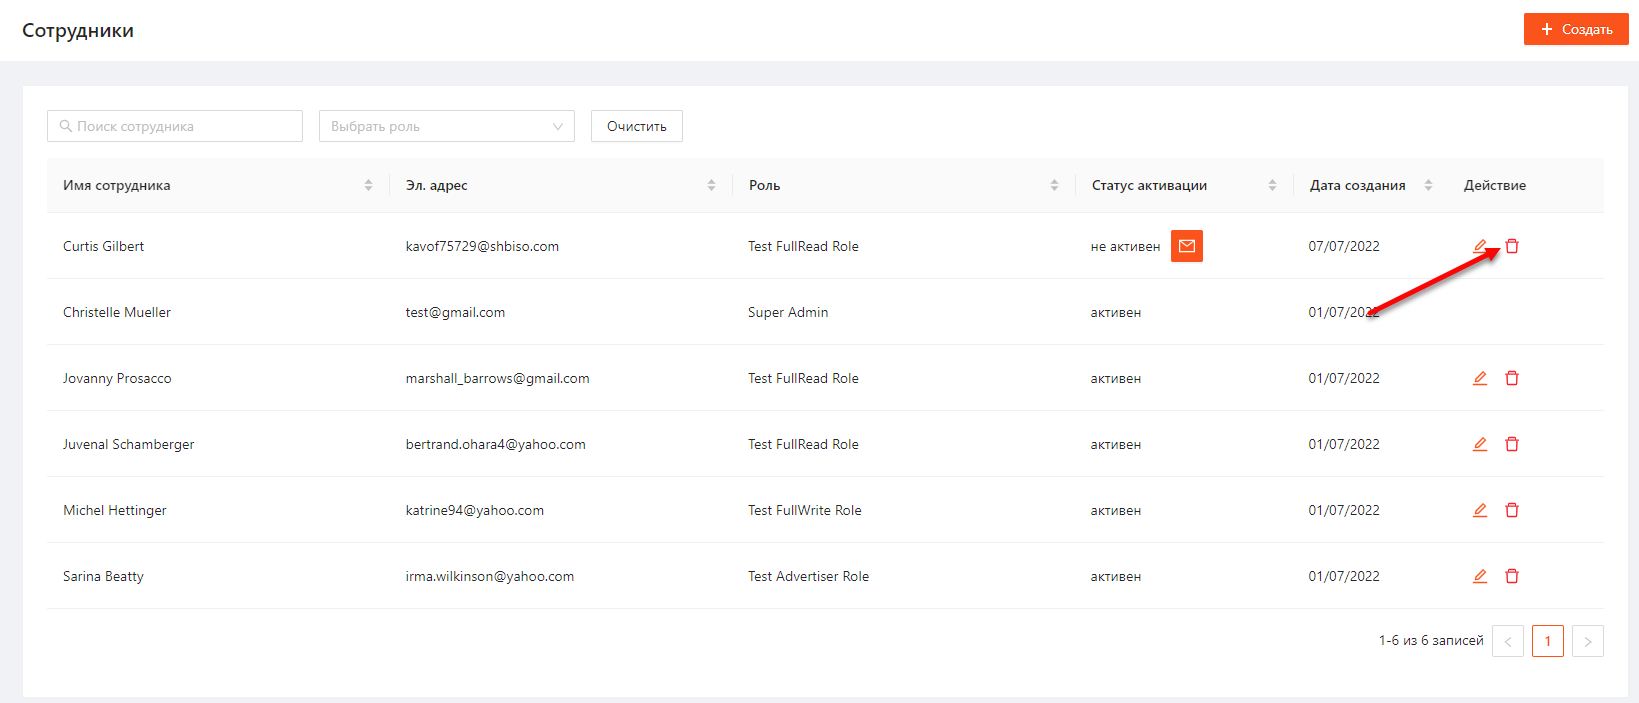 Сотрудники
Создать
Поиск сотрудника Выбрать роль Очистить
Имя сотрудника Эл. адрес Роль Статус активации Дата создания Действие
Curtis Gilbert kavof75729@shbiso.com Test FullRead Role не активен 07/07/2022
Christelle Mueller test@gmail.com Super Admin активен 01/07/2022
Jovanny Prosacco marshall_barrows@gmail.com Test FullRead Role активен 01/07/2022
Juvenal Schamberger bertrand.ohara4@yahoo.com Test FullRead Role активен 01/07/2022
Michel Hettinger katrine94@yahoo.com Test FullWrite Role активен 01/07/2022
Sarina Beatty irma.wilkinson@yahoo.com Test Advertiser Role активен 01/07/2022
1-6 из 6 записей < 1 >